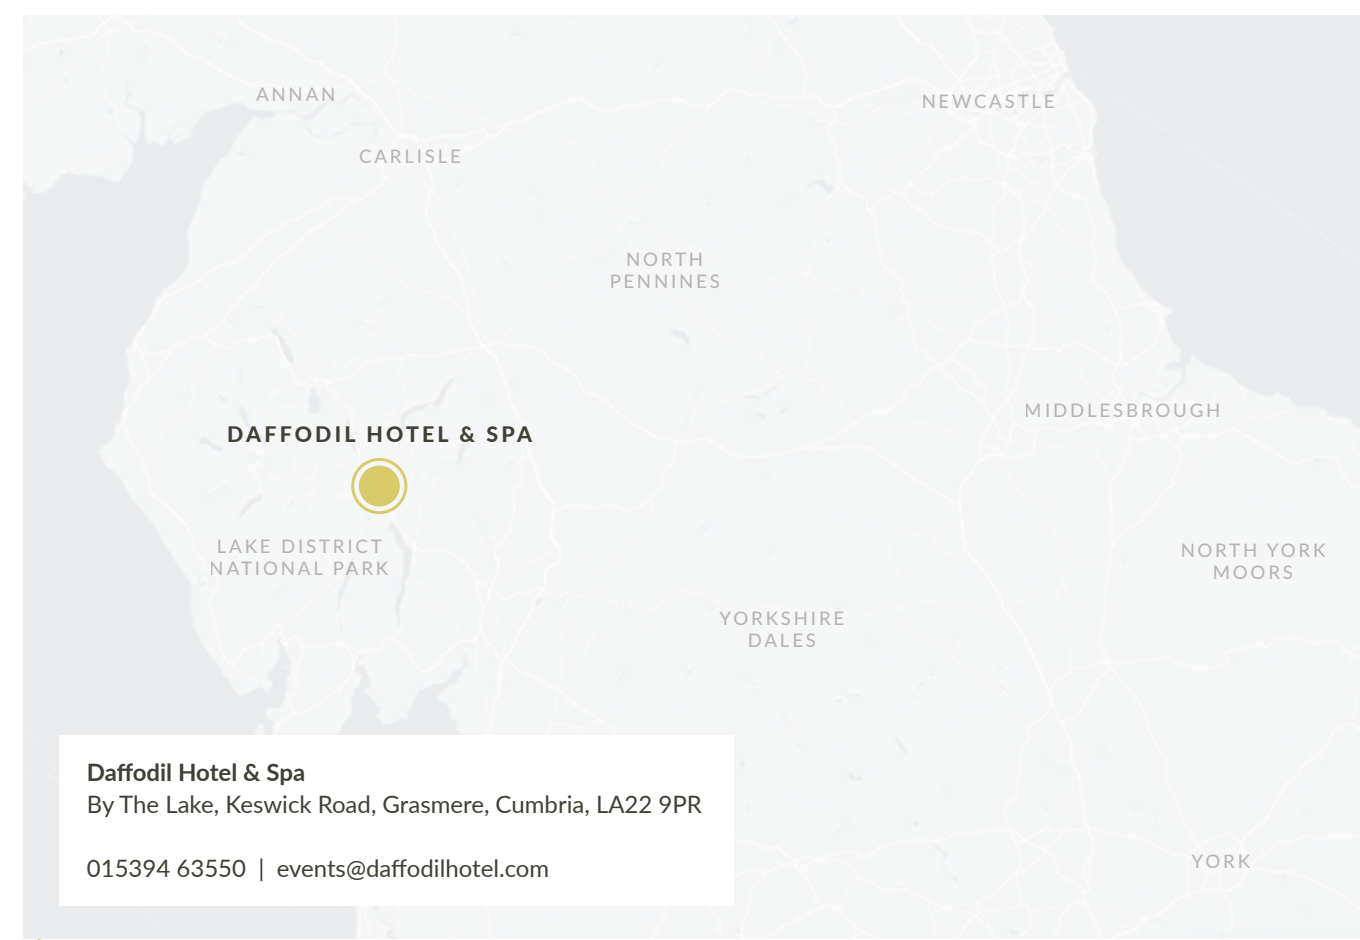 ANNAN
NEWCASTLE
CARLISLE
NORTH
PENNINES
MIDDLESBROUGH
DAFFODIL HOTEL & SPA
LAKE DISTRICT
NATIONAL PARK
NORTH YORK
MOORS
YORKSHIRE
DALES
Daffodil Hotel & Spa
By The Lake, Keswick Road, Grasmere, Cumbria, LA22 9PR
015394 63550 | events@daffodilhotel.com
YORK